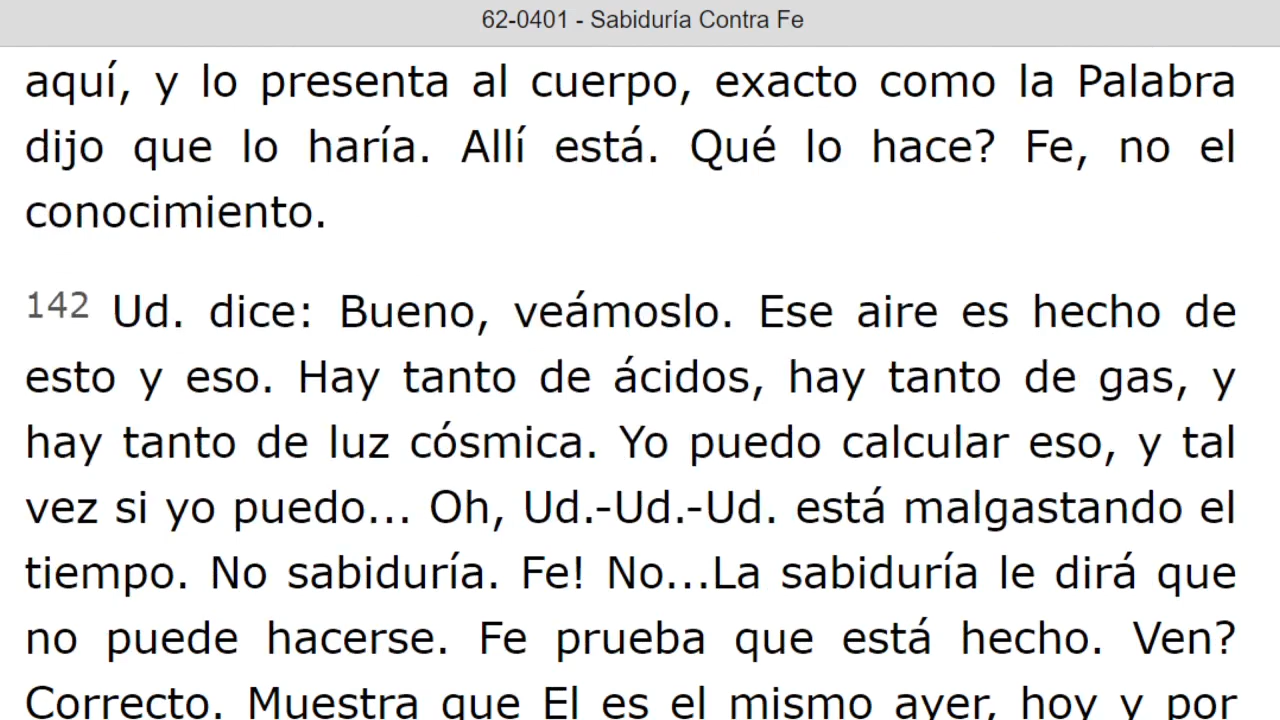 62-0401 - Sabiduría Contra Fe
aquí, y lo presenta al cuerpo, exacto como la Palabra
dijo que lo haría. Allí está. Qué lo hace? Fe, no el
conocimiento.
142 Ud. dice: Bueno, veámoslo. Ese aire es hecho de
esto y eso. Hay tanto de ácidos, hay tanto de gas, y
hay tanto de luz cósmica. Yo puedo calcular eso, y tal
vez si yo puedo... Oh, Ud.-Ud.-Ud. está malgastando el
tiempo. No sabiduría. Fe! No...La sabiduría le dirá que
no puede hacerse. Fe prueba que está hecho. Ven?
Correcto. Muestra que El es el mismo ayer, hoy y por